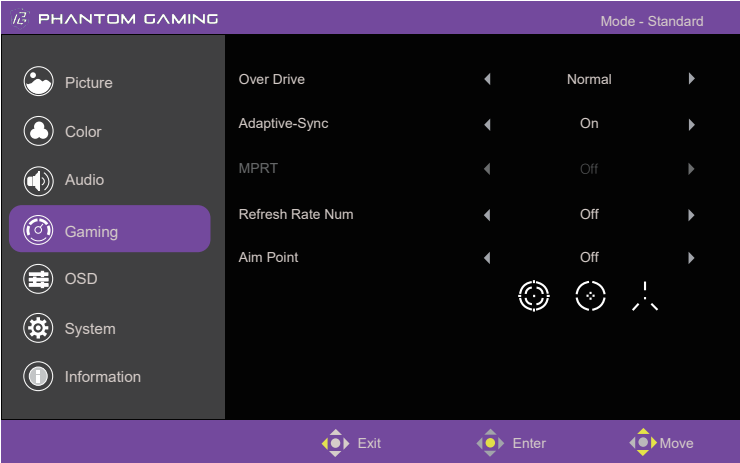 PHANTOM GAMING
Mode - Standard
Picture
Color
Audio
Gaming
OSD
System
Information
Over Drive Normal
Adaptive-Sync On
MPRT Off
Refresh Rate Num Off
Aim Point Off
Exit Enter Move